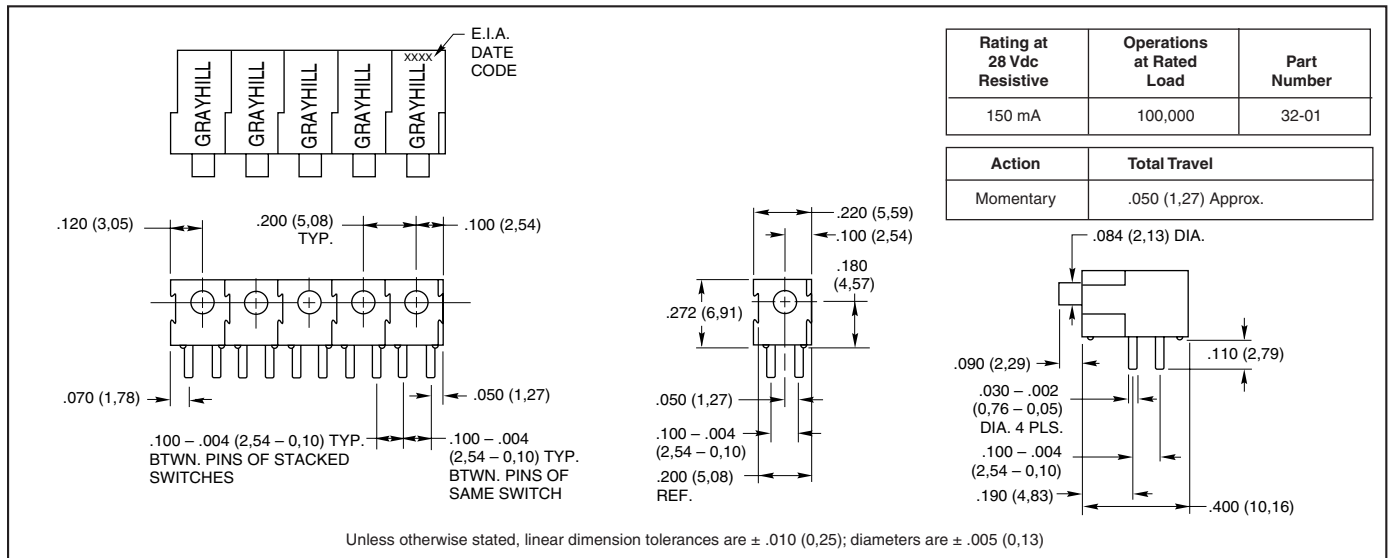 E.I.A.
DATE
CODE
XXXX
GRAYHILL
GRAYHILL
GRAYHILL
GRAYHILL
GRAYHILL
Rating at
28 Vdc
Resistive
Operations
at Rated
Load
Part
Number
150 mA
100,000
32-01
Action
Total Travel
Momentary
.050 (1,27) Approx.
.120 (3,05)
.200 (5,08)
TYP.
.100 (2,54)
.070 (1,78)
.050 (1,27)
.100 – .004 (2,54 – 0,10) TYP.
BTWN. PINS OF STACKED
SWITCHES
.100 – .004
(2,54 – 0,10) TYP.
BTWN. PINS OF
SAME SWITCH
.220 (5,59)
.100 (2,54)
.180
(4,57)
.272 (6,91)
.050 (1,27)
.100 – .004
(2,54 – 0,10)
.200 (5,08)
REF.
.084 (2,13) DIA.
.090 (2,29)
.110 (2,79)
.030 – .002
(0,76 – 0,05)
DIA. 4 PLS.
.100 – .004
(2,54 – 0,10)
.190 (4,83)
.400 (10,16)
Unless otherwise stated, linear dimension tolerances are ± .010 (0,25); diameters are ± .005 (0,13)